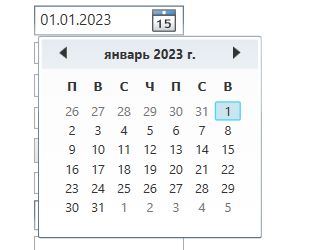 01.01.2023 15
январь 2023 г.
П В С Ч П С В
26 27 28 29 30 31 1
2 3 4 5 6 7 8
9 10 11 12 13 14 15
16 17 18 19 20 21 22
23 24 25 26 27 28 29
30 31 1 2 3 4 5